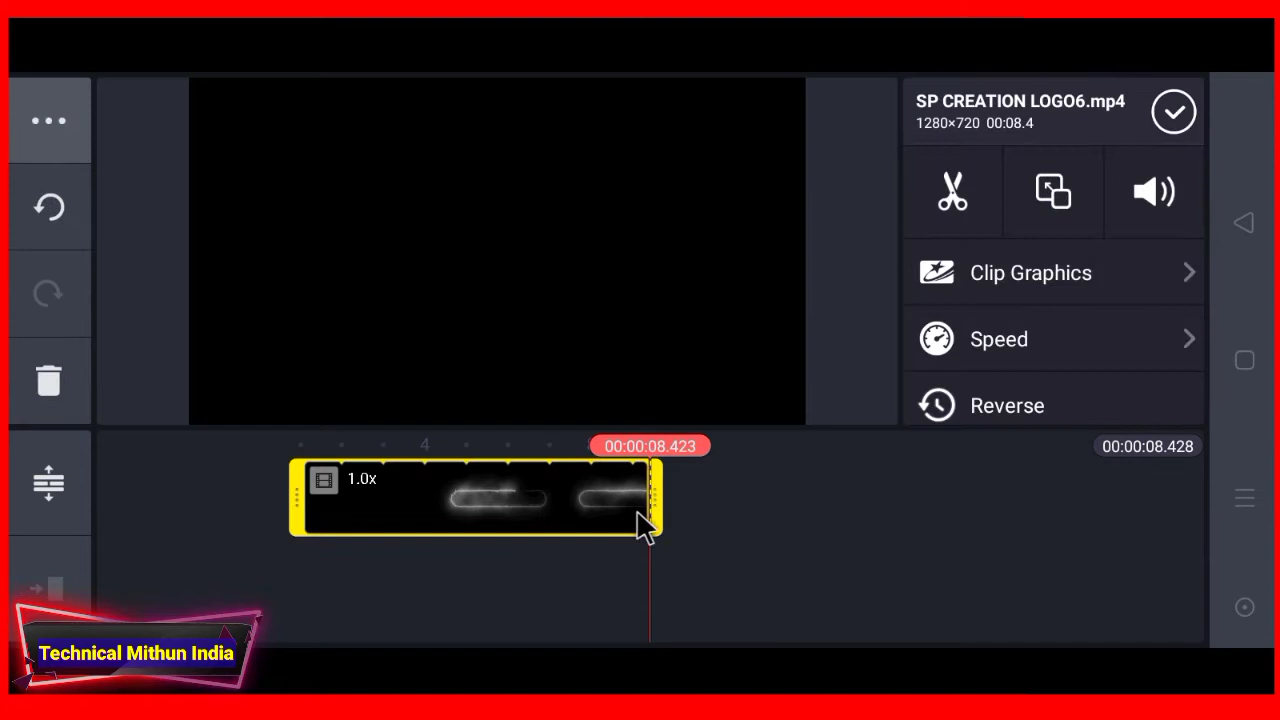 SP CREATION LOGO6.mp4
1280×720 00:08.4
Clip Graphics
Speed
Reverse
4
00:00:08.423
00:00:08.428
1.0x
Technical Mithun India